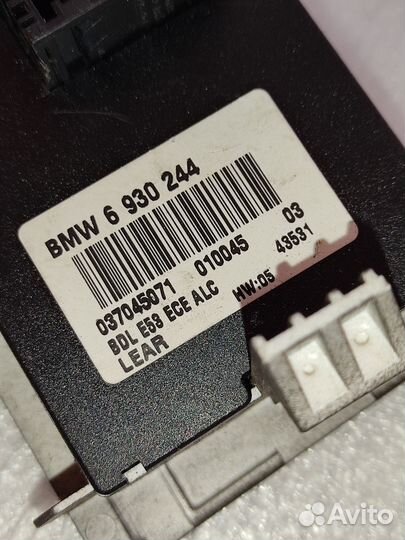 BMW 6 930 244
037045071 010045 03
BDL E53 ECE ALC HW:05 43531
LEAR
Avito